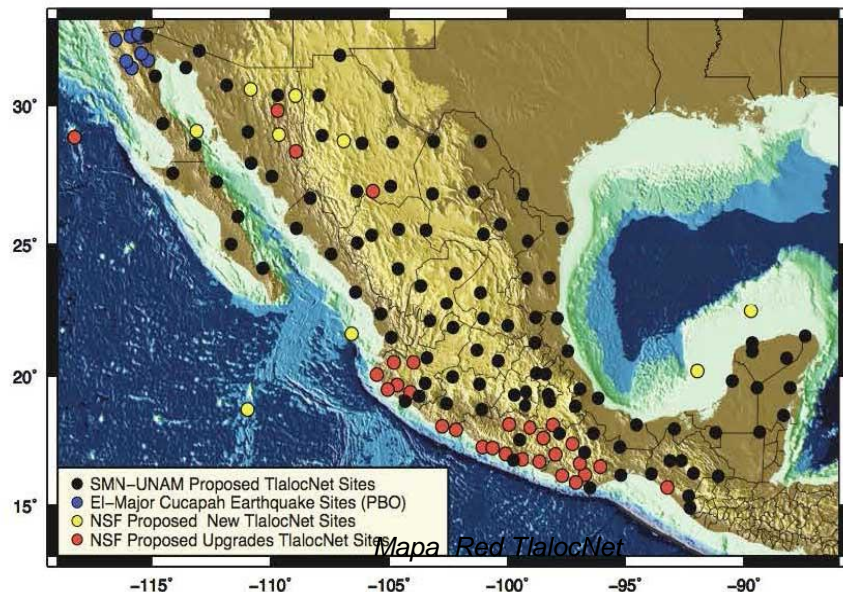 30°
25°
20°
15°
SMN-UNAM Proposed TlalocNet Sites
El-Major Cucapah Earthquake Sites (PBO)
NSF Proposed New TlalocNet Sites
NSF Proposed Upgrades TlalocNet Sites
Mapa Red TlalocNet
-115° -110° -105° -100° -95° -90°